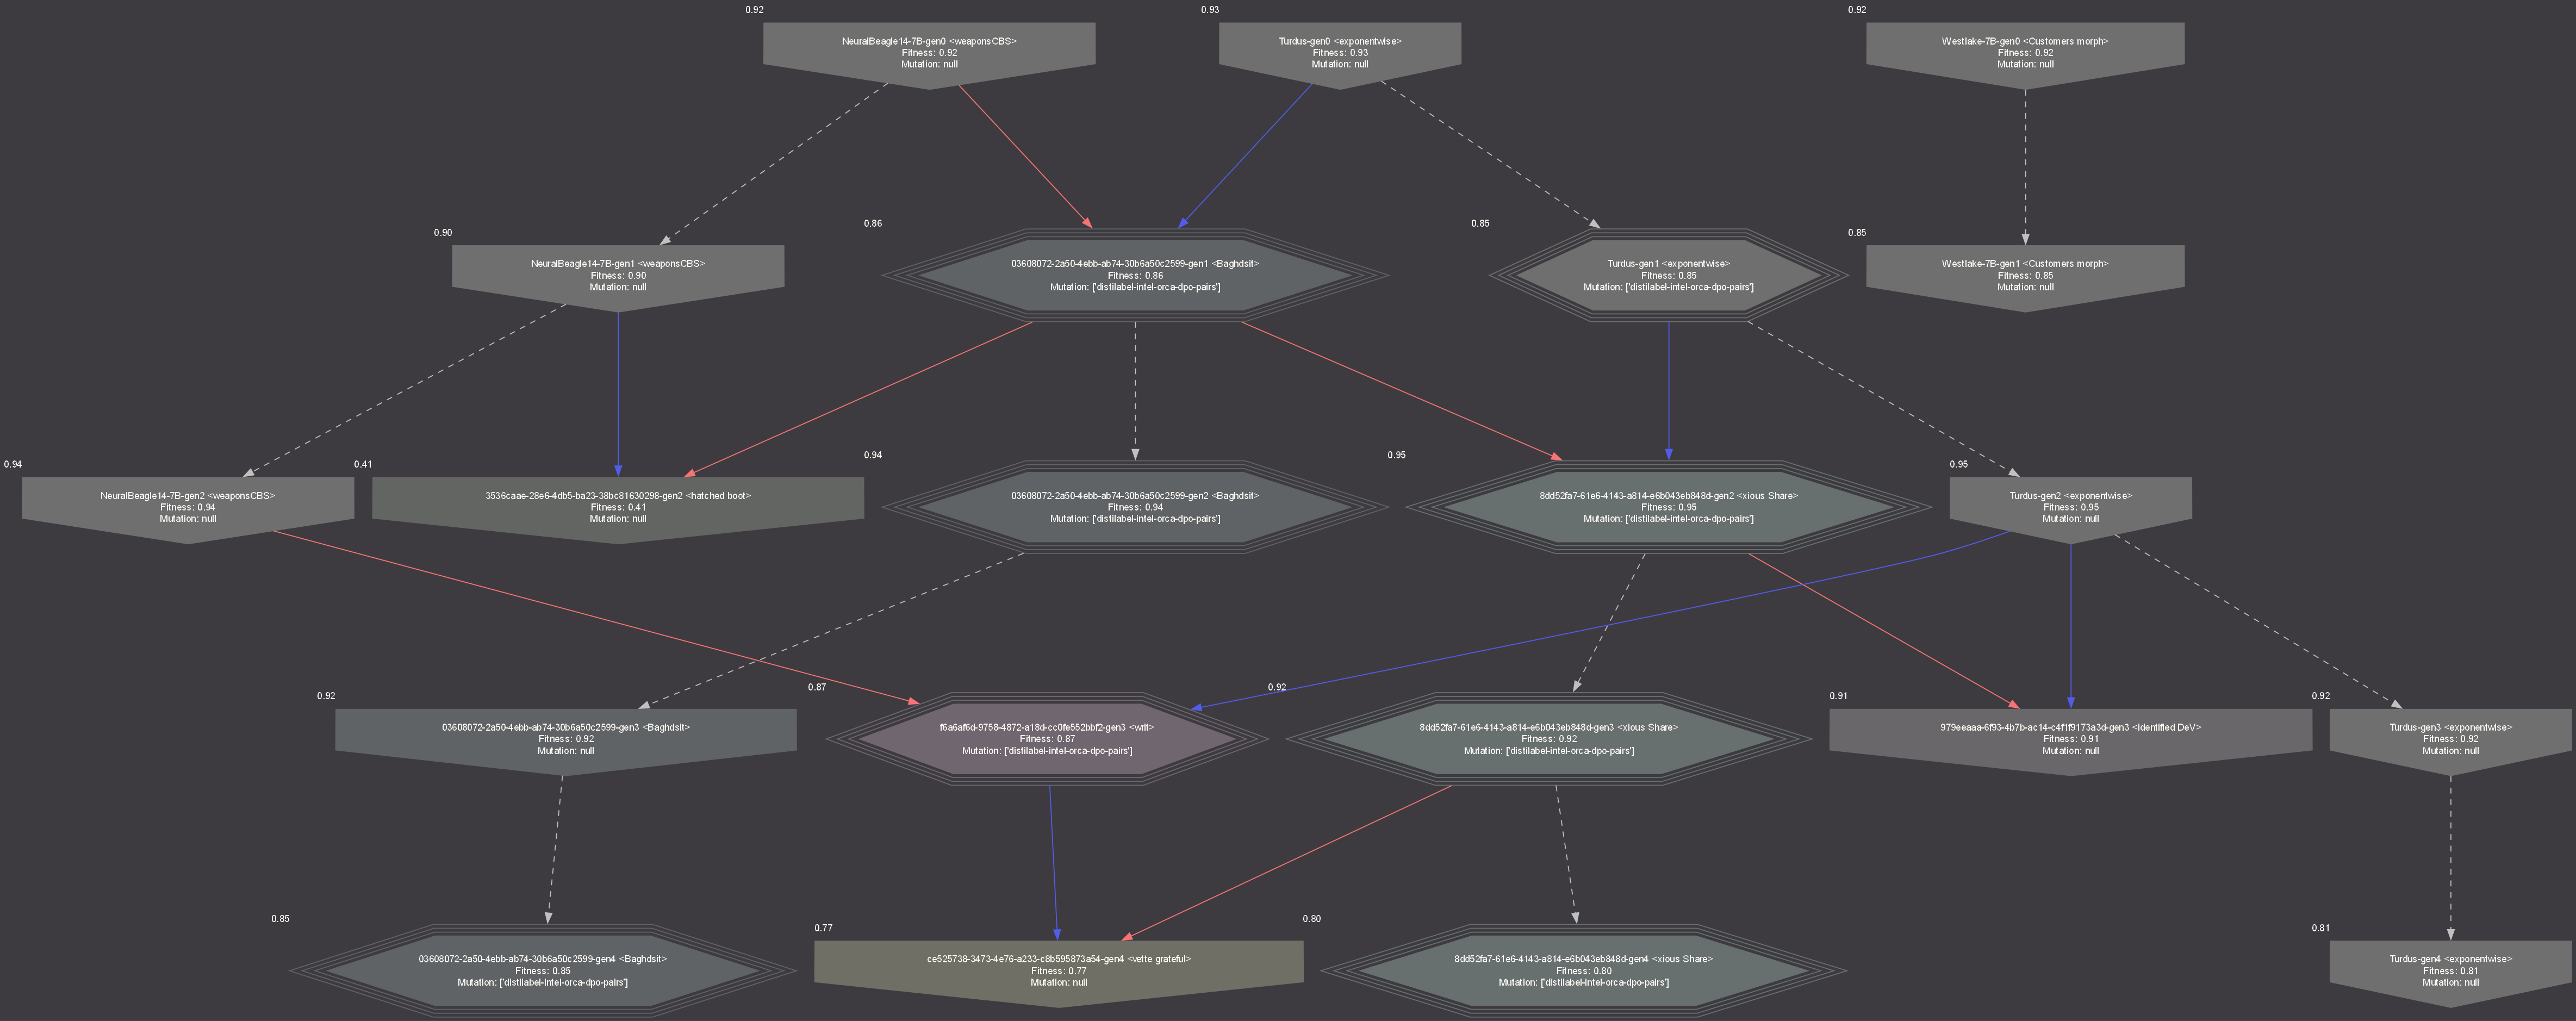 0.92
NeuralBeagle14-7B-gen0 <weaponsCBS>
Fitness: 0.92
Mutation: null
0.93
Turdus-gen0 <exponentwise>
Fitness: 0.93
Mutation: null
0.92
Westlake-7B-gen0 <Customers morph>
Fitness: 0.92
Mutation: null
0.90
NeuralBeagle14-7B-gen1 <weaponsCBS>
Fitness: 0.90
Mutation: null
0.86
03608072-2a50-4ebb-ab74-30b6a50c2599-gen1 <Baghdsit>
Fitness: 0.86
Mutation: ['distilabel-intel-orca-dpo-pairs']
0.85
Turdus-gen1 <exponentwise>
Fitness: 0.85
Mutation: ['distilabel-intel-orca-dpo-pairs']
0.85
Westlake-7B-gen1 <Customers morph>
Fitness: 0.85
Mutation: null
0.94
NeuralBeagle14-7B-gen2 <weaponsCBS>
Fitness: 0.94
Mutation: null
0.41
3536caae-28e6-4db5-ba23-38bc81630298-gen2 <hatched boot>
Fitness: 0.41
Mutation: null
0.94
03608072-2a50-4ebb-ab74-30b6a50c2599-gen2 <Baghdsit>
Fitness: 0.94
Mutation: ['distilabel-intel-orca-dpo-pairs']
0.95
8dd52fa7-61e6-4143-a814-e6b043eb848d-gen2 <xious Share>
Fitness: 0.95
Mutation: ['distilabel-intel-orca-dpo-pairs']
0.95
Turdus-gen2 <exponentwise>
Fitness: 0.95
Mutation: null
0.92
03608072-2a50-4ebb-ab74-30b6a50c2599-gen3 <Baghdsit>
Fitness: 0.92
Mutation: null
0.87
f6a6af6d-9758-4872-a18d-cc0fe552bbf2-gen3 <writ>
Fitness: 0.87
Mutation: ['distilabel-intel-orca-dpo-pairs']
0.92
8dd52fa7-61e6-4143-a814-e6b043eb848d-gen3 <xious Share>
Fitness: 0.92
Mutation: ['distilabel-intel-orca-dpo-pairs']
0.91
979eeaaa-6f93-4b7b-ac14-c4f1f9173a3d-gen3 <identified DeV>
Fitness: 0.91
Mutation: null
0.92
Turdus-gen3 <exponentwise>
Fitness: 0.92
Mutation: null
0.85
03608072-2a50-4ebb-ab74-30b6a50c2599-gen4 <Baghdsit>
Fitness: 0.85
Mutation: ['distilabel-intel-orca-dpo-pairs']
0.77
ce525738-3473-4e76-a233-c8b595873a54-gen4 <vette grateful>
Fitness: 0.77
Mutation: null
0.80
8dd52fa7-61e6-4143-a814-e6b043eb848d-gen4 <xious Share>
Fitness: 0.80
Mutation: ['distilabel-intel-orca-dpo-pairs']
0.81
Turdus-gen4 <exponentwise>
Fitness: 0.81
Mutation: null